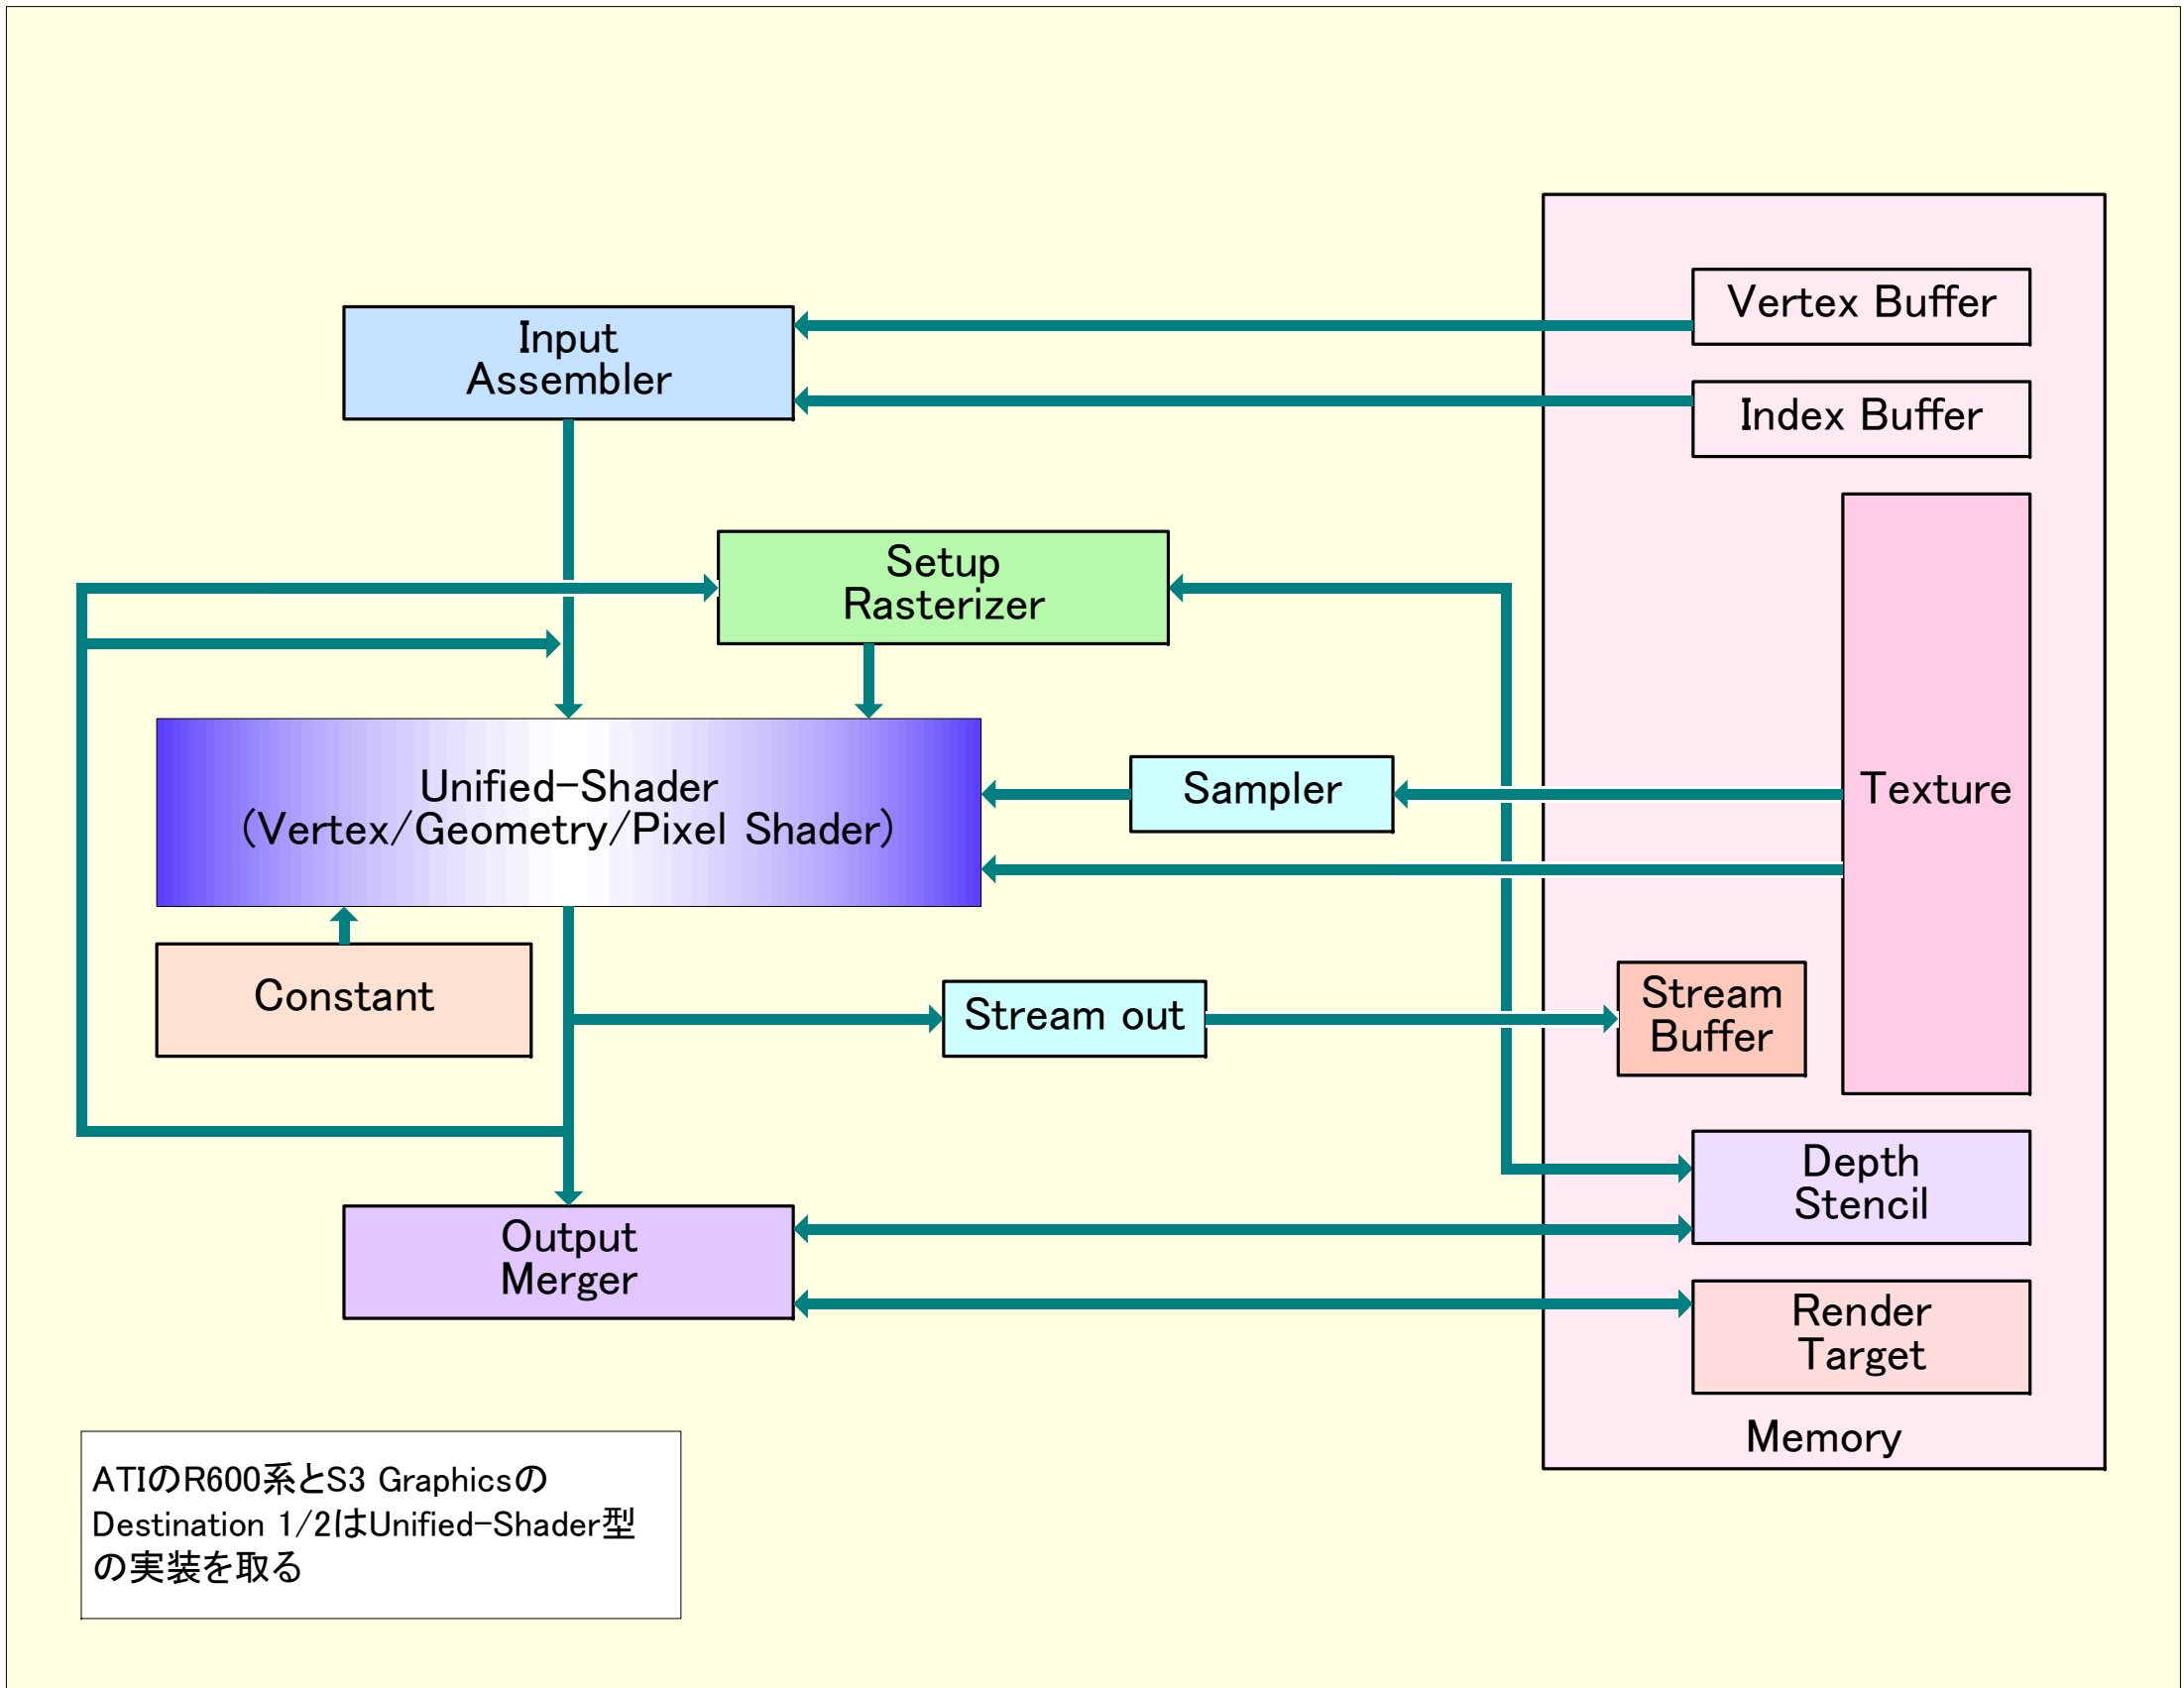 Vertex Buffer
Input
Assembler
Index Buffer
Setup
Rasterizer
Unified-Shader
(Vertex/Geometry/Pixel Shader)
Sampler
Texture
Constant
Stream out
Stream
Buffer
Depth
Stencil
Output
Merger
Render
Target
Memory
ATIのR600系とS3 Graphicsの
Destination 1/2はUnified-Shader型
の実装を取る